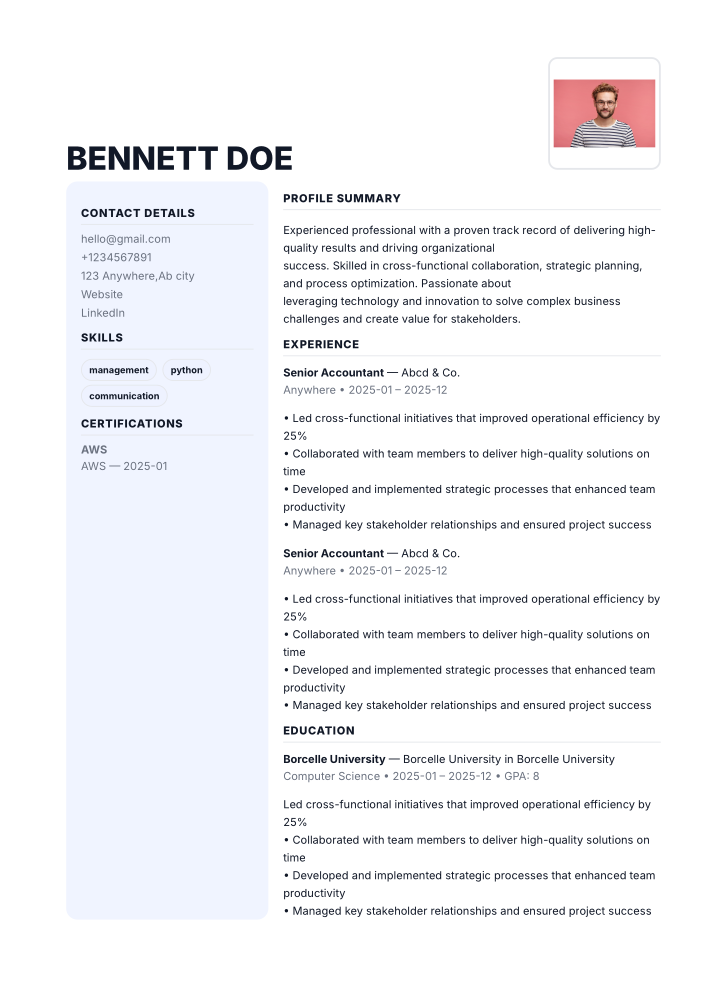 BENNETT DOE
CONTACT DETAILS
hello@gmail.com
+1234567891
123 Anywhere,Ab city
Website
LinkedIn
SKILLS
management
python
communication
CERTIFICATIONS
AWS
AWS — 2025-01
PROFILE SUMMARY
Experienced professional with a proven track record of delivering high-
quality results and driving organizational
success. Skilled in cross-functional collaboration, strategic planning,
and process optimization. Passionate about
leveraging technology and innovation to solve complex business
challenges and create value for stakeholders.
EXPERIENCE
Senior Accountant — Abcd & Co.
Anywhere • 2025-01 – 2025-12
• Led cross-functional initiatives that improved operational efficiency by
25%
• Collaborated with team members to deliver high-quality solutions on
time
• Developed and implemented strategic processes that enhanced team
productivity
• Managed key stakeholder relationships and ensured project success
Senior Accountant — Abcd & Co.
Anywhere • 2025-01 – 2025-12
• Led cross-functional initiatives that improved operational efficiency by
25%
• Collaborated with team members to deliver high-quality solutions on
time
• Developed and implemented strategic processes that enhanced team
productivity
• Managed key stakeholder relationships and ensured project success
EDUCATION
Borcelle University — Borcelle University in Borcelle University
Computer Science • 2025-01 – 2025-12 • GPA: 8
Led cross-functional initiatives that improved operational efficiency by
25%
• Collaborated with team members to deliver high-quality solutions on
time
• Developed and implemented strategic processes that enhanced team
productivity
• Managed key stakeholder relationships and ensured project success